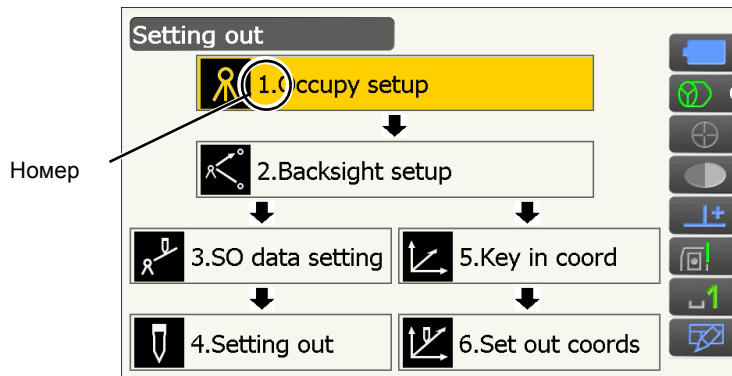 Setting out
1.Occupy setup
Номер
2.Backsight setup
3.SO data setting
5.Key in coord
4.Setting out
6.Set out coords
1